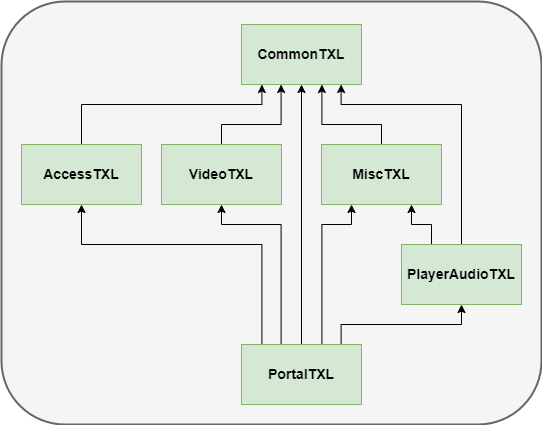 CommonTXL
AccessTXL
VideoTXL
MiscTXL
PlayerAudioTXL
PortalTXL